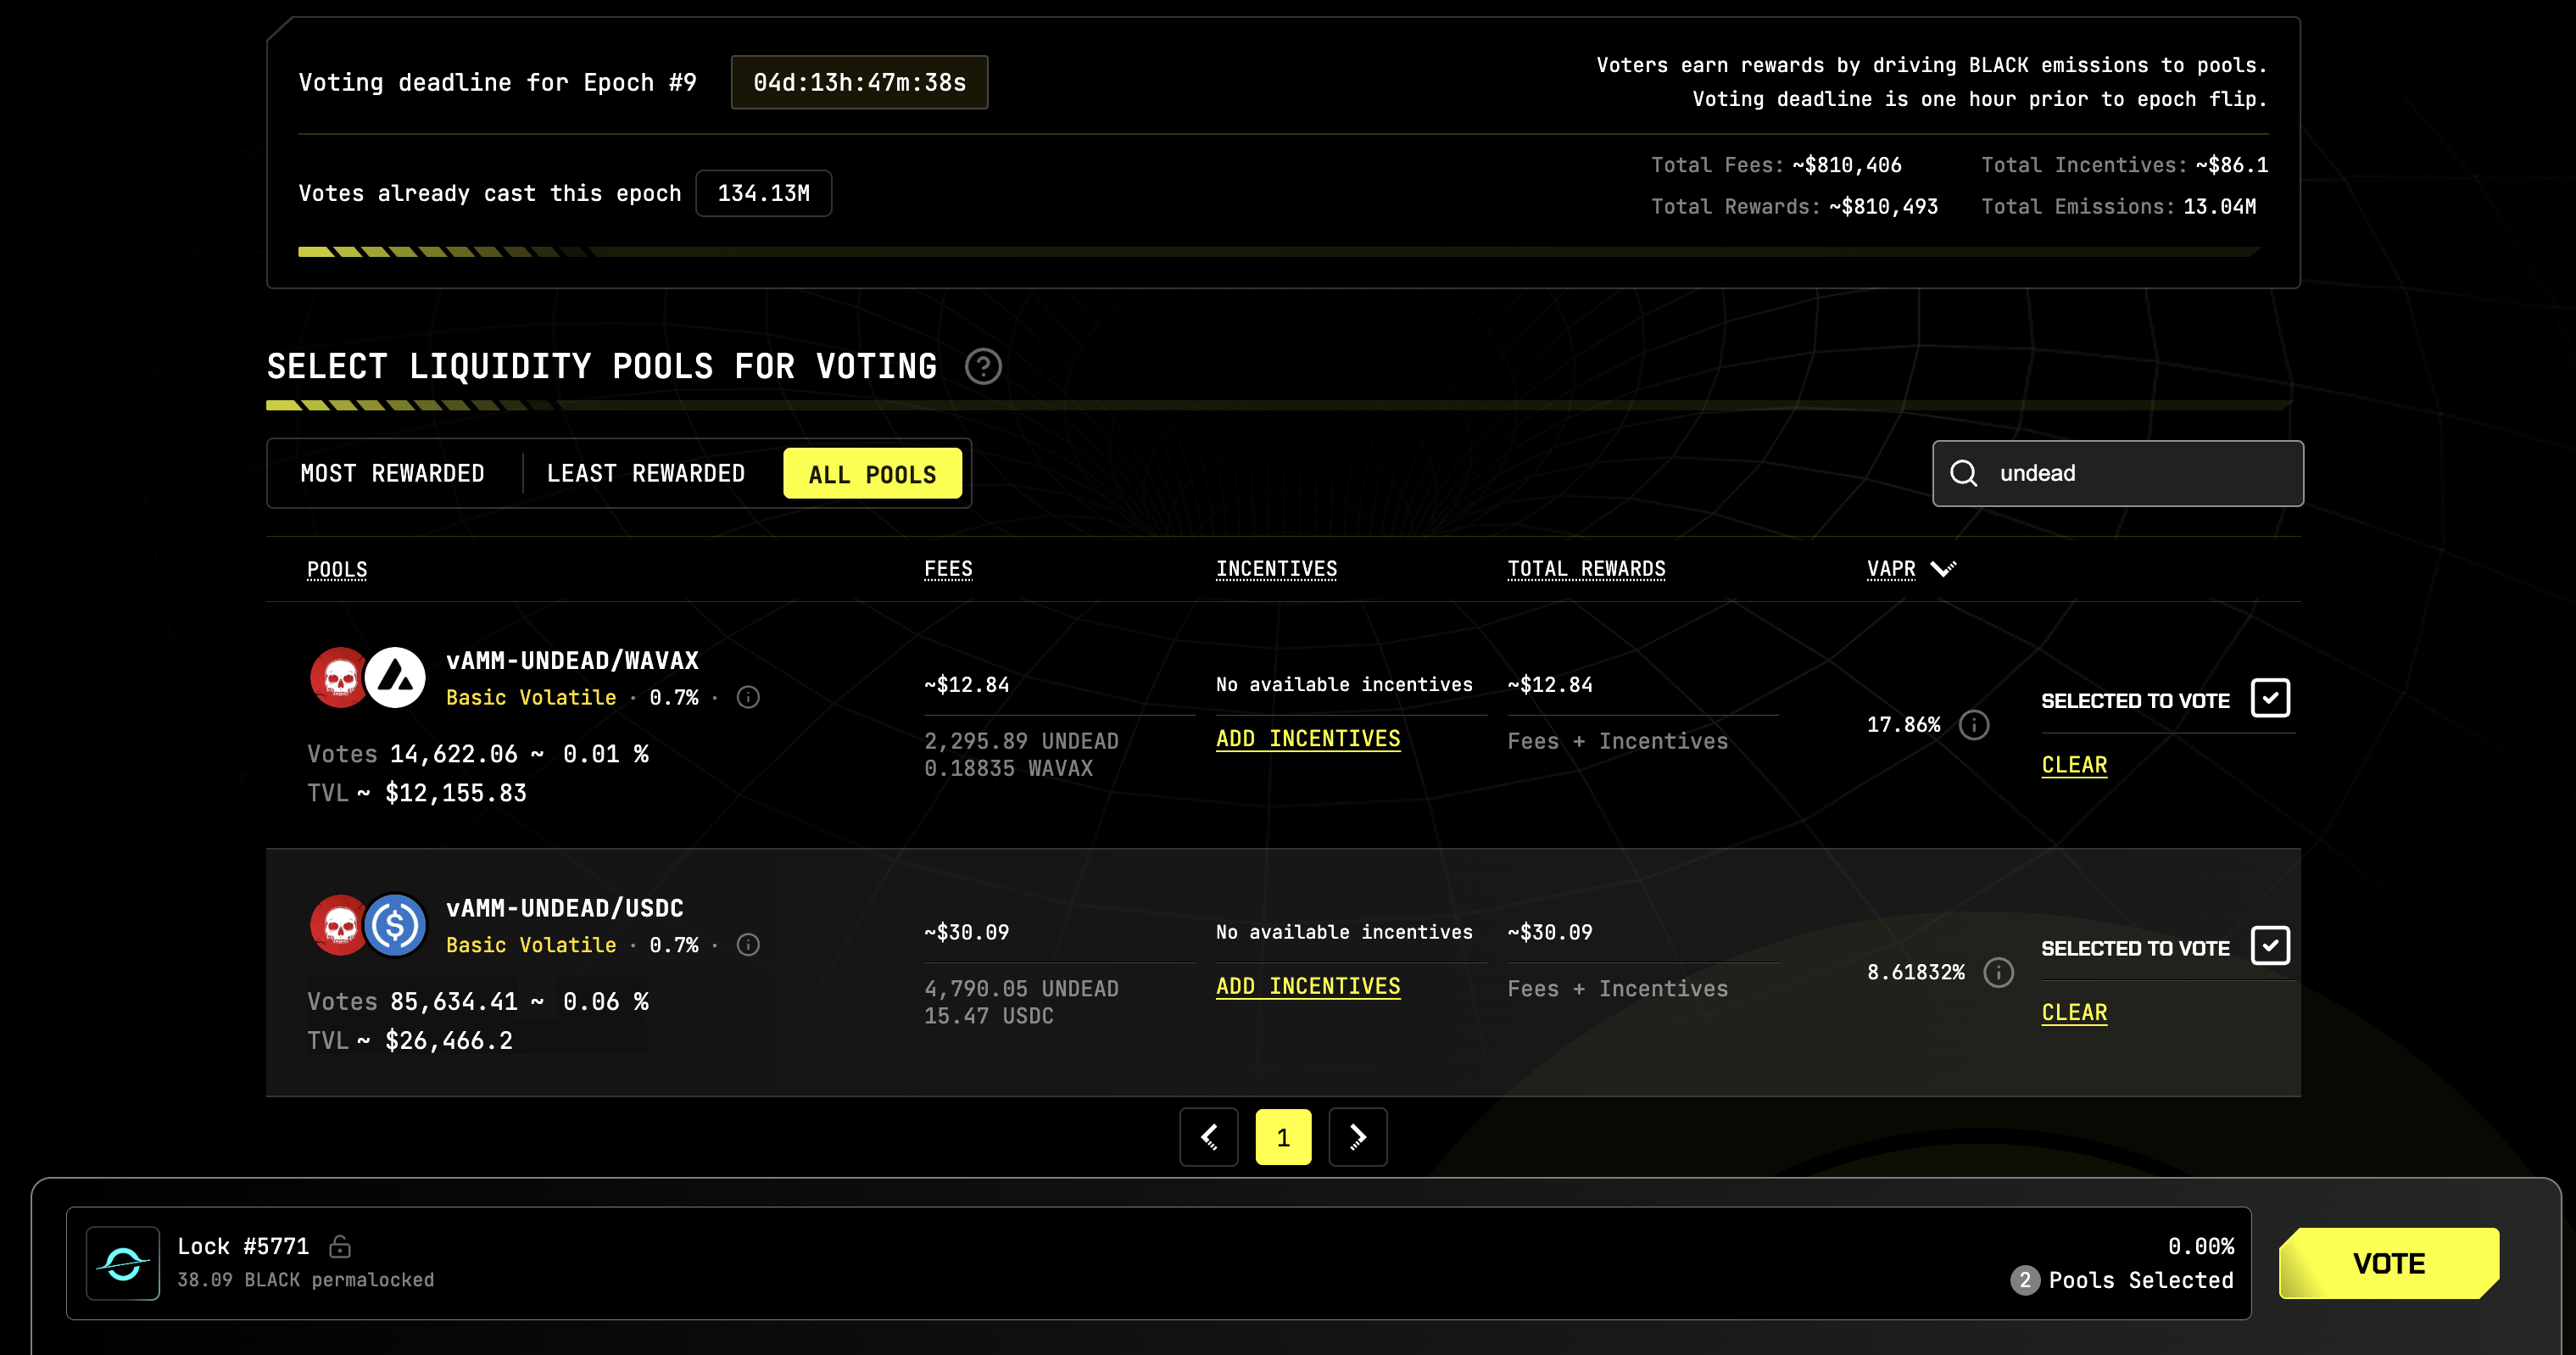 Voting deadline for Epoch #9 04d:13h:47m:38s
Voters earn rewards by driving BLACK emissions to pools.
Voting deadline is one hour prior to epoch flip.
Votes already cast this epoch 134.13M
Total Fees: ~$810,406 Total Incentives: ~$86.1
Total Rewards: ~$810,493 Total Emissions: 13.04M
SELECT LIQUIDITY POOLS FOR VOTING ?
MOST REWARDED LEAST REWARDED ALL POOLS
undead
POOLS FEES INCENTIVES TOTAL REWARDS VAPR
vAMM-UNDEAD/WAVAX
Basic Volatile · 0.7% ·
Votes 14,622.06 ~ 0.01 %
TVL ~ $12,155.83
~$12.84
2,295.89 UNDEAD
0.18835 WAVAX
No available incentives
ADD INCENTIVES
~$12.84
Fees + Incentives
17.86%
SELECTED TO VOTE
CLEAR
vAMM-UNDEAD/USDC
Basic Volatile · 0.7% ·
Votes 85,634.41 ~ 0.06 %
TVL ~ $26,466.2
~$30.09
4,790.05 UNDEAD
15.47 USDC
No available incentives
ADD INCENTIVES
~$30.09
Fees + Incentives
8.61832%
SELECTED TO VOTE
CLEAR
1
Lock #5771
38.09 BLACK permalocked
0.00%
2 Pools Selected
VOTE